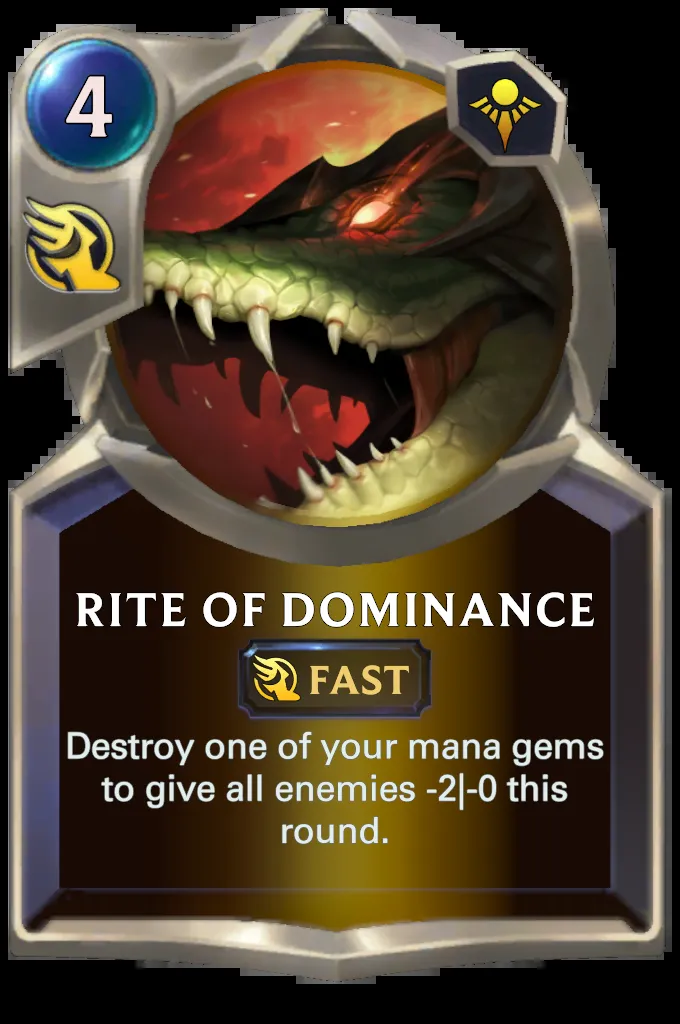 4
RITE OF DOMINANCE
FAST
Destroy one of your mana gems
to give all enemies -2|-0 this
round.